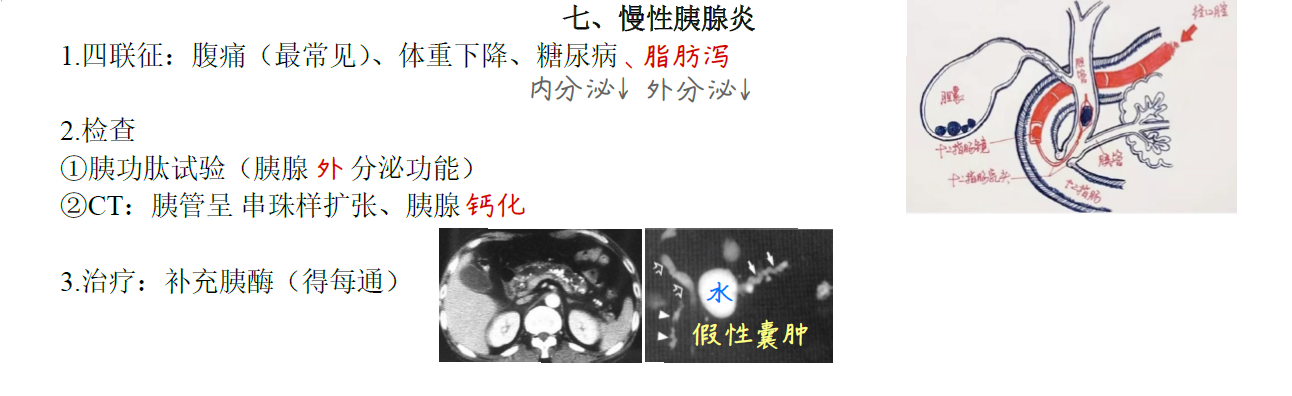 七、慢性胰腺炎
1.四联征：腹痛（最常见）、体重下降、糖尿病、脂肪泻
内分泌↓ 外分泌↓
2.检查
①胰功肽试验（胰腺 外 分泌功能）
②CT：胰管呈 串珠样扩张、胰腺 钙化
3.治疗：补充胰酶（得每通）
水
假性囊肿
经口腔
胆管
胆囊
十二指肠镜
胰管
十二指肠乳头
十二指肠